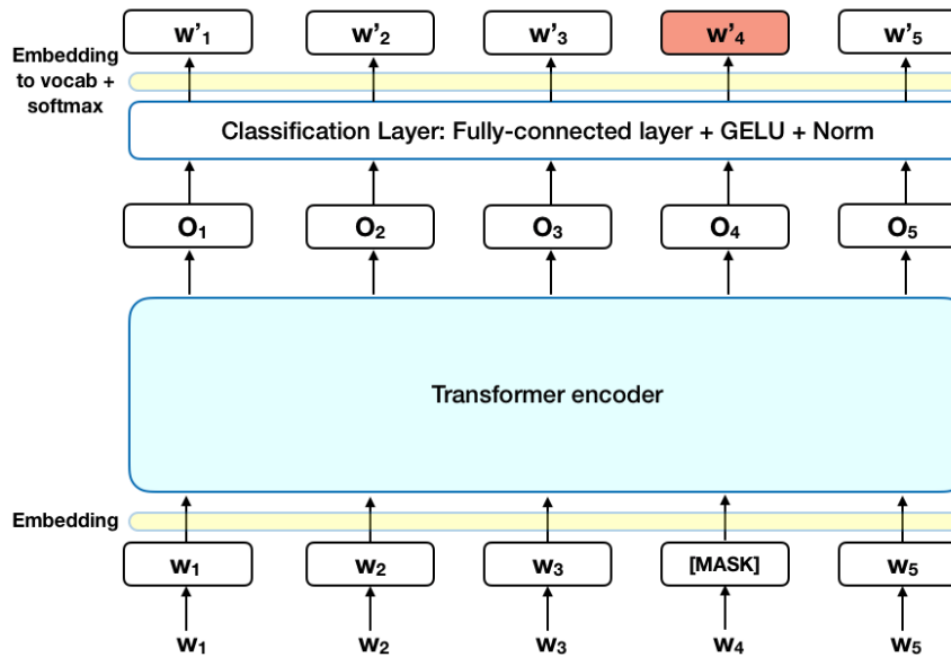 w’₁ w’₂ w’₃ w’₄ w’₅
Embedding
to vocab +
softmax
Classification Layer: Fully-connected layer + GELU + Norm
O₁ O₂ O₃ O₄ O₅
Transformer encoder
Embedding
W₁ W₂ W₃ [MASK] W₅
W₁ W₂ W₃ W₄ W₅